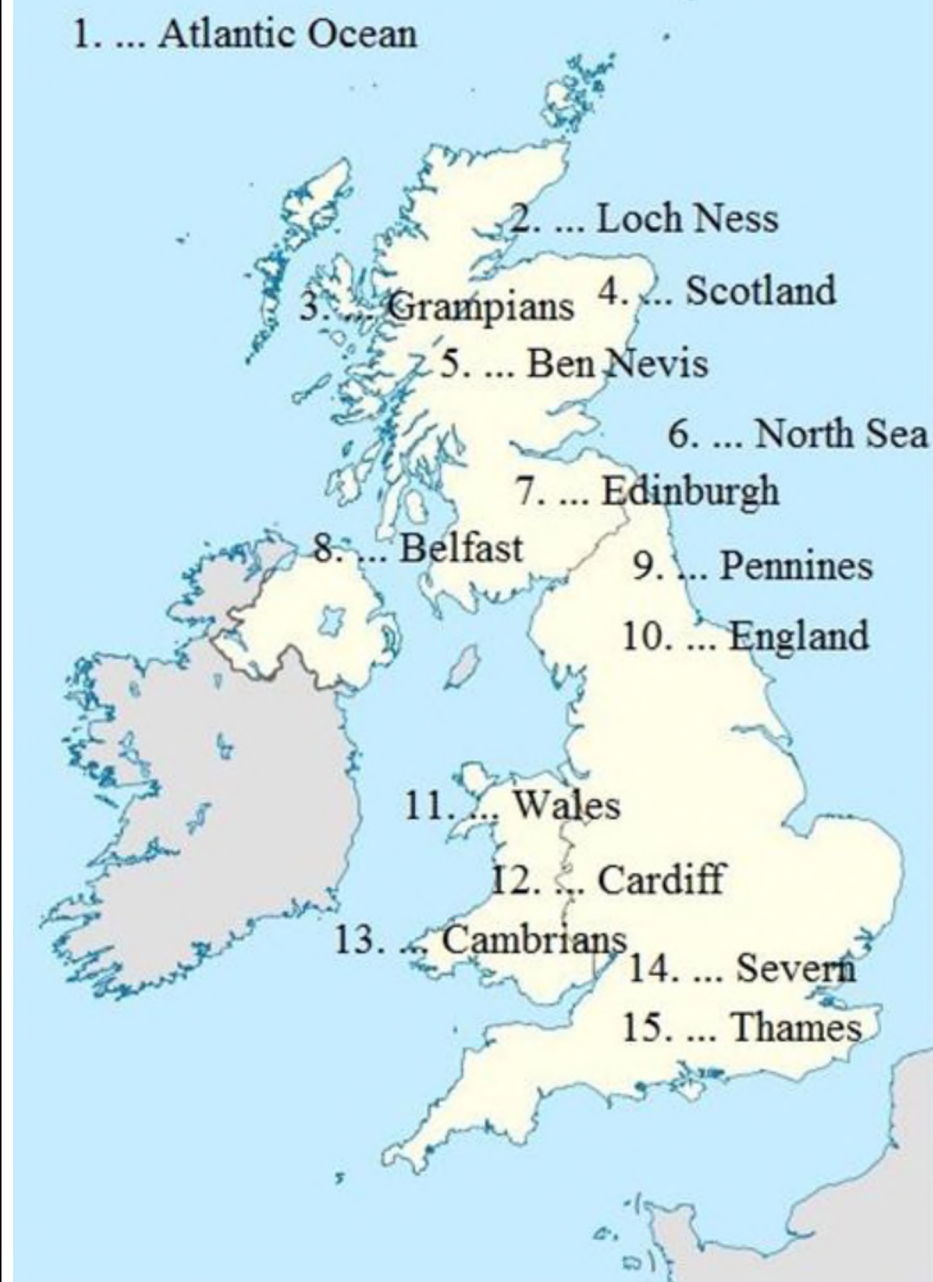 1. ... Atlantic Ocean
2. ... Loch Ness
3. ... Grampians
4. ... Scotland
5. ... Ben Nevis
6. ... North Sea
7. ... Edinburgh
8. ... Belfast
9. ... Pennines
10. ... England
11. ... Wales
12. ... Cardiff
13. ... Cambrians
14. ... Severn
15. ... Thames